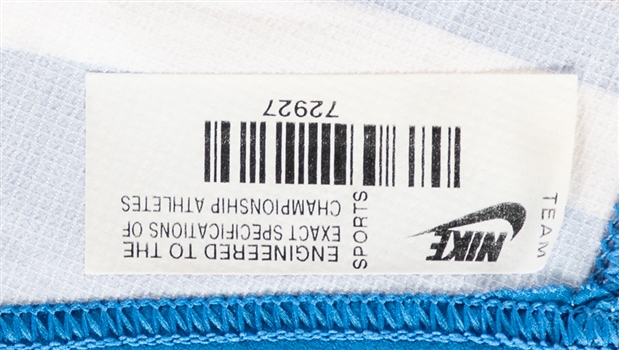 TEAM
NIKE
SPORTS
ENGINEERED TO THE
EXACT SPECIFICATIONS OF
CHAMPIONSHIP ATHLETES
72927